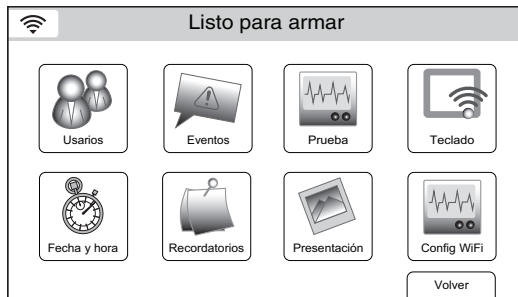 Listo para armar
Usarios
Eventos
Prueba
Teclado
Fecha y hora
Recordatorios
Presentación
Config WiFi
Volver